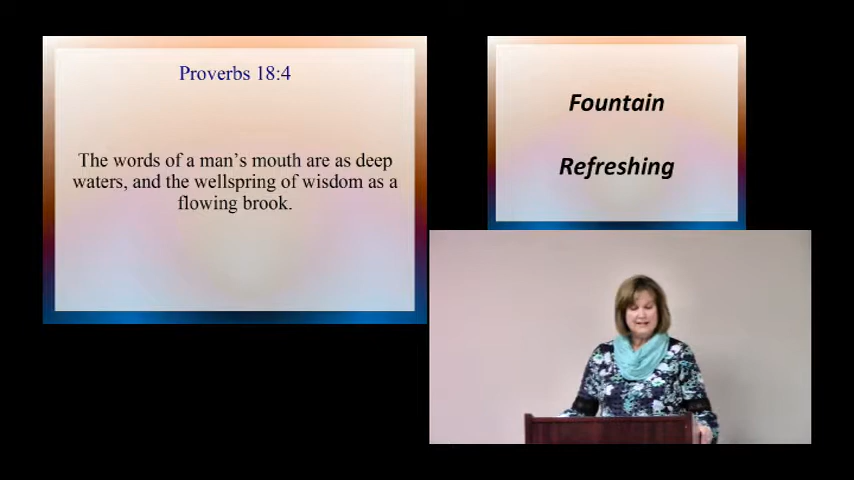 Proverbs 18:4
The words of a man's mouth are as deep
waters, and the wellspring of wisdom as a
flowing brook.
Fountain
Refreshing